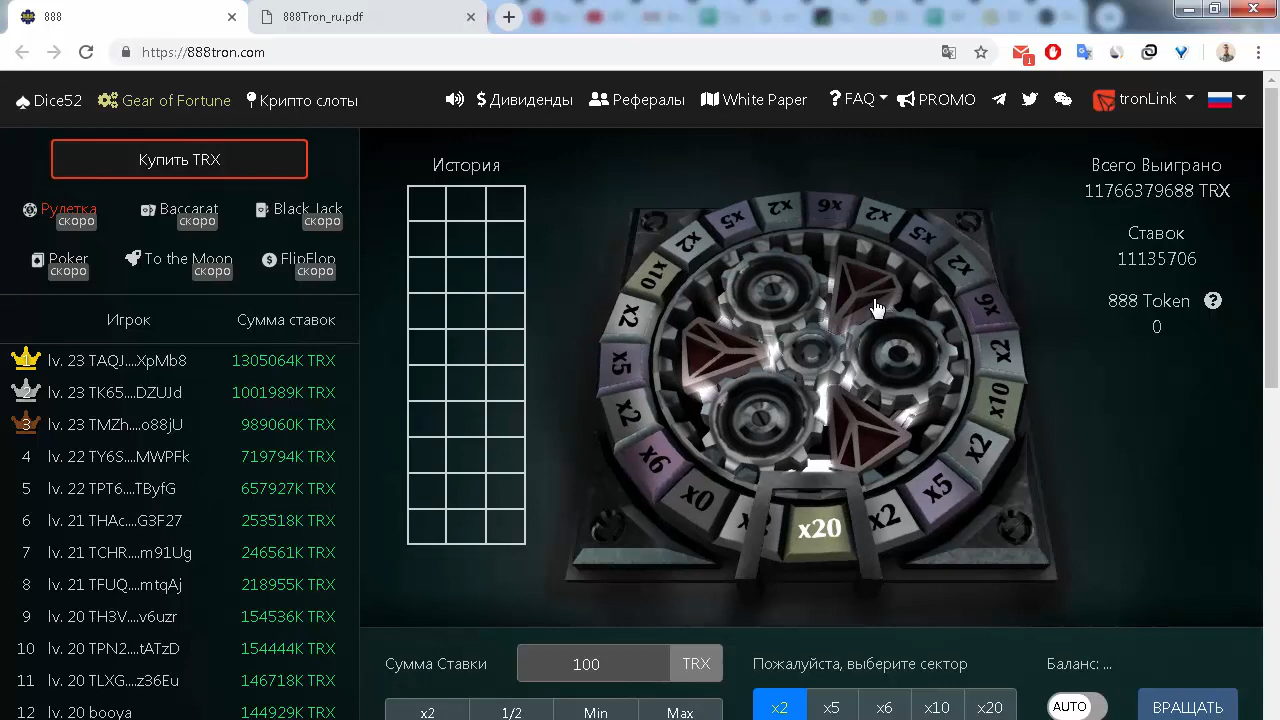 888
888Tron_ru.pdf
https://888tron.com
1
Dice52
Gear of Fortune
Крипто слоты
$ Дивиденды
Рефералы
White Paper
? FAQ
PROMO
tronLink
Купить TRX
Рулетка
скоро
Baccarat
скоро
Black Jack
скоро
Poker
скоро
To the Moon
скоро
FlipFlop
скоро
Игрок Сумма ставок
1 lv. 23 TAQJ....XpMb8 1305064K TRX
2 lv. 23 TK65....DZUJd 1001989K TRX
3 lv. 23 TMZh....o88jU 989060K TRX
4 lv. 22 TY6S....MWPFk 719794K TRX
5 lv. 22 TPT6....TByfG 657927K TRX
6 lv. 21 THAc....G3F27 253518K TRX
7 lv. 21 TCHR....m91Ug 246561K TRX
8 lv. 21 TFUQ....mtqAj 218955K TRX
9 lv. 20 TH3V....v6uzr 154536K TRX
10 lv. 20 TPN2....tATzD 154444K TRX
11 lv. 20 TLXG....z36Eu 146718K TRX
12 lv. 20 booya 144929K TRX
История
x5
x2
x6
x2
x5
x2
x6
x2
x10
x2
x5
x2
x20
x0
x6
x2
x5
x2
x10
x2
Всего Выиграно
11766379688 TRX
Ставок
11135706
888 Token ?
0
Сумма Ставки 100 TRX
x2 1/2 Min Max
Пожалуйста, выберите сектор
x2 x5 x6 x10 x20
Баланс: ...
AUTO
ВРАЩАТЬ